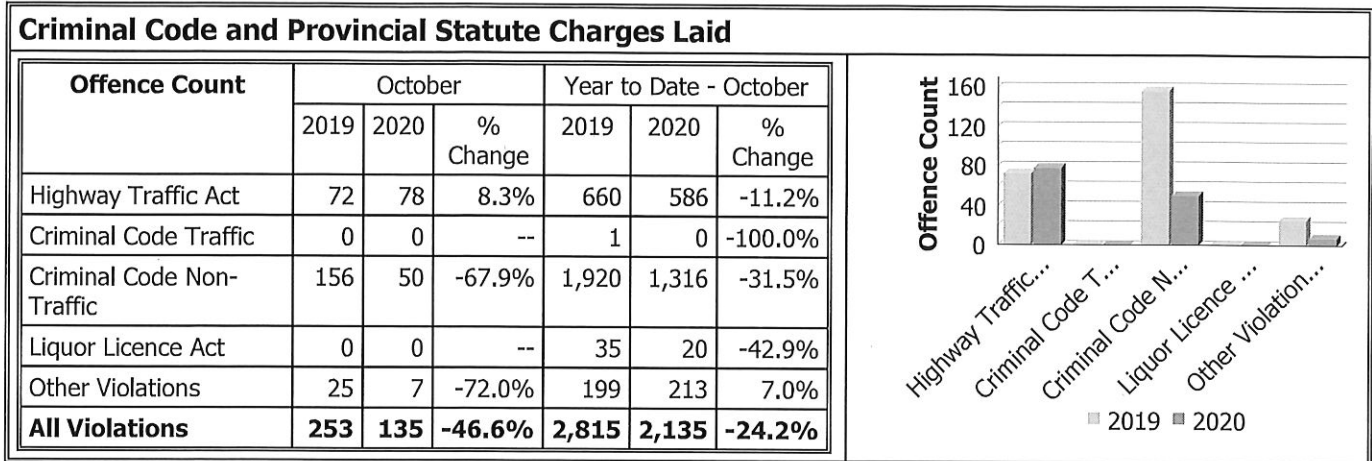 Criminal Code and Provincial Statute Charges Laid
Offence Count October Year to Date - October
2019 2020 % Change 2019 2020 % Change
Highway Traffic Act 72 78 8.3% 660 586 -11.2%
Criminal Code Traffic 0 0 -- 1 0 -100.0%
Criminal Code Non-
Traffic 156 50 -67.9% 1,920 1,316 -31.5%
Liquor Licence Act 0 0 -- 35 20 -42.9%
Other Violations 25 7 -72.0% 199 213 7.0%
All Violations 253 135 -46.6% 2,815 2,135 -24.2%
Offence Count
160
120
80
40
0
Highway Traffic...
Criminal Code T...
Criminal Code N...
Liquor Licence ...
Other Violation...
2019 2020